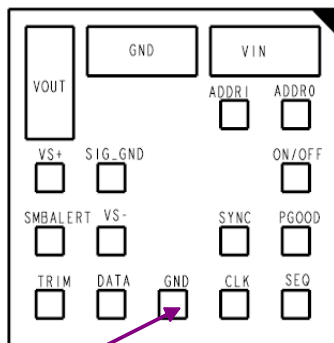 GND VIN
VOUT
ADDR1 ADDR0
VS+ SIG_GND ON/OFF
SMBALERT VS- SYNC PGOOD
TRIM DATA GND CLK SEQ